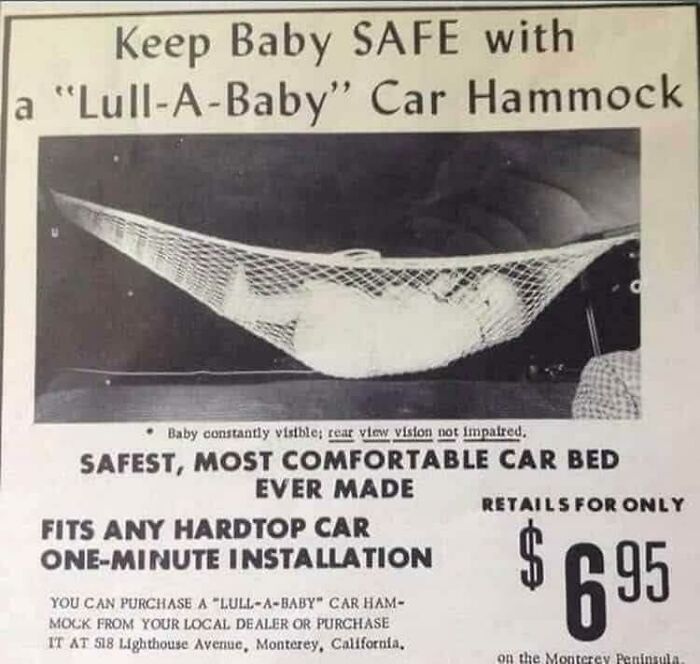 Keep Baby SAFE with
a "Lull-A-Baby" Car Hammock
* Baby constantly visible; rear view vision not impaired.
SAFEST, MOST COMFORTABLE CAR BED
EVER MADE
FITS ANY HARDTOP CAR
ONE-MINUTE INSTALLATION
YOU CAN PURCHASE A "LULL-A-BABY" CAR HAM-
MOCK FROM YOUR LOCAL DEALER OR PURCHASE
IT AT 518 Lighthouse Avenue, Monterey, California.
RETAILS FOR ONLY
$6 95
on the Monterey Peninsula